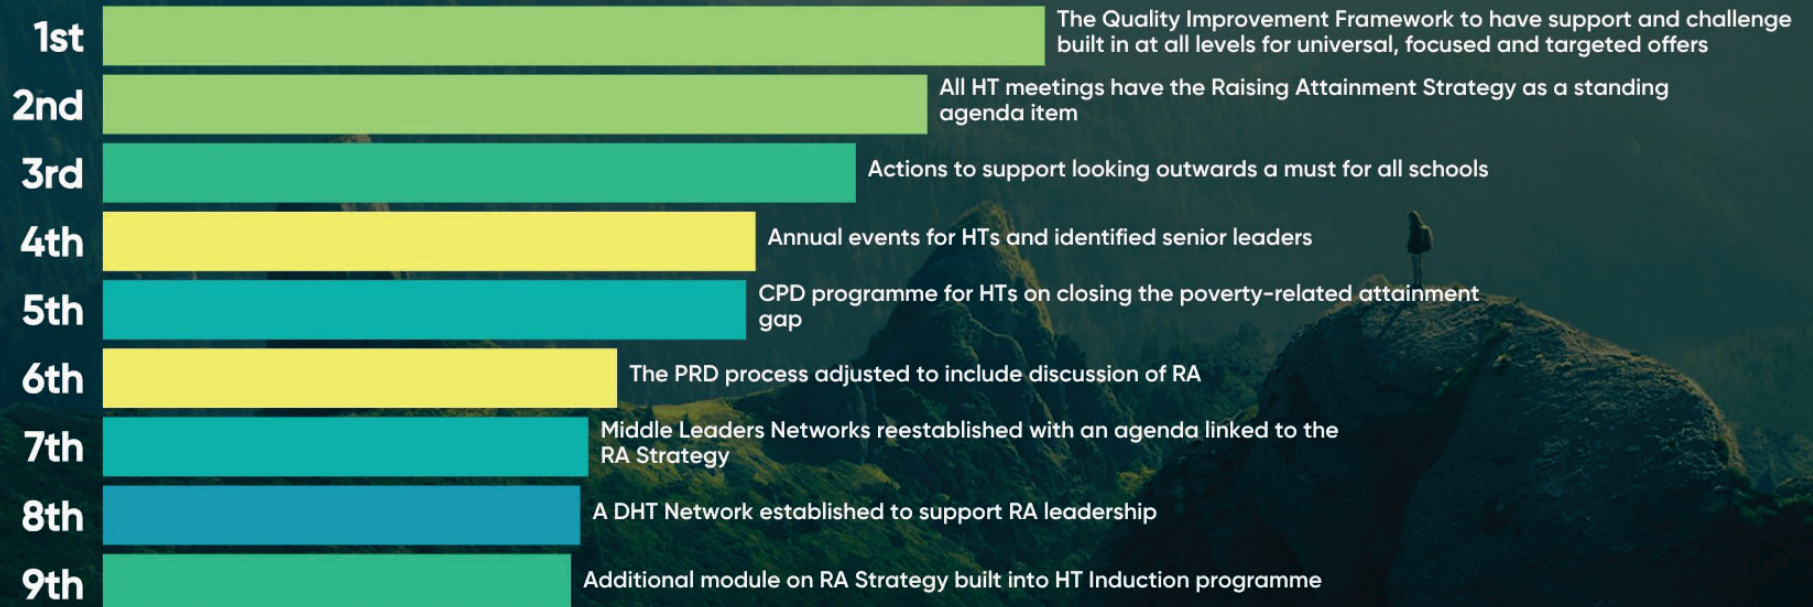 1st
The Quality Improvement Framework to have support and challenge
built in at all levels for universal, focused and targeted offers
2nd
All HT meetings have the Raising Attainment Strategy as a standing
agenda item
3rd
Actions to support looking outwards a must for all schools
4th
Annual events for HTs and identified senior leaders
5th
CPD programme for HTs on closing the poverty-related attainment
gap
6th
The PRD process adjusted to include discussion of RA
7th
Middle Leaders Networks reestablished with an agenda linked to the
RA Strategy
8th
A DHT Network established to support RA leadership
9th
Additional module on RA Strategy built into HT Induction programme